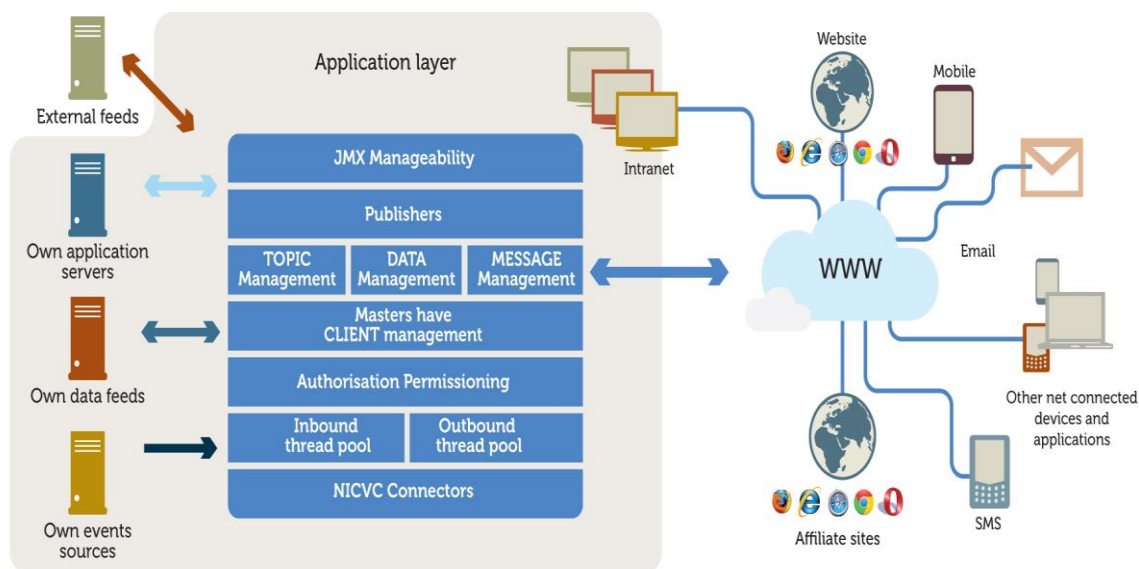 External feeds
Own application
servers
Own data feeds
Own events
sources
Application layer
JMX Manageability
Publishers
TOPIC
Management
DATA
Management
MESSAGE
Management
Masters have
CLIENT management
Authorisation Permissioning
Inbound
thread pool
Outbound
thread pool
NICVC Connectors
Intranet
Website
Mobile
Email
WWW
Other net connected
devices and
applications
SMS
Affiliate sites